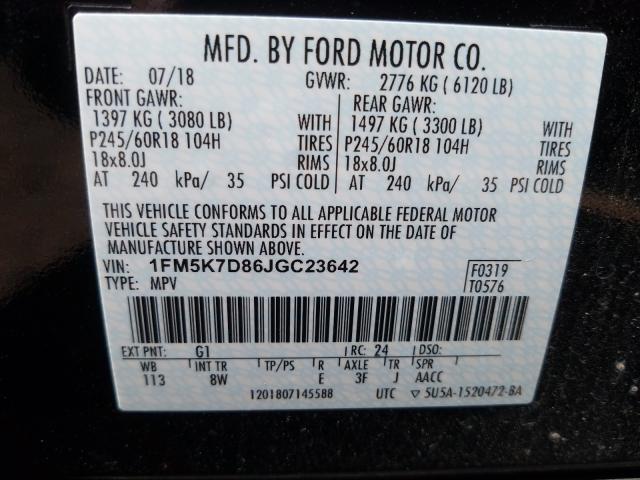 MFD. BY FORD MOTOR CO.
DATE: 07/18 GVWR: 2776 KG ( 6120 LB)
FRONT GAWR: REAR GAWR:
1397 KG ( 3080 LB) WITH 1497 KG ( 3300 LB) WITH
P245/60R18 104H TIRES P245/60R18 104H TIRES
18x8.0J RIMS 18x8.0J RIMS
AT 240 kPa/ 35 PSI COLD AT 240 kPa/ 35 PSI COLD
THIS VEHICLE CONFORMS TO ALL APPLICABLE FEDERAL MOTOR
VEHICLE SAFETY STANDARDS IN EFFECT ON THE DATE OF
MANUFACTURE SHOWN ABOVE.
VIN: 1FM5K7D86JGC23642 F0319
TYPE: MPV T0576
EXT PNT: G1 RC: 24 DSO:
WB INT TR TP/PS R AXLE TR SPR
113 8W E 3F J AACC
1201807145588 UTC ▽ 5U5A-1520472-BA